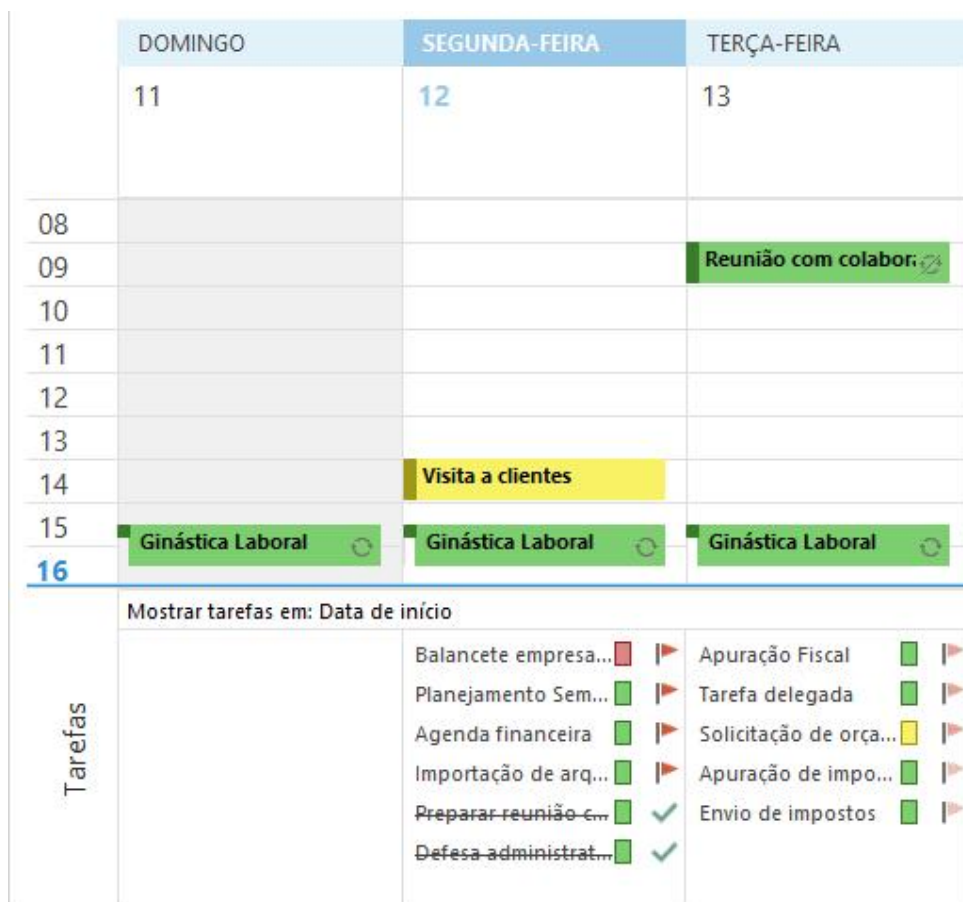 DOMINGO SEGUNDA-FEIRA TERÇA-FEIRA
11 12 13
08
09 Reunião com colabor
10
11
12
13
14 Visita a clientes
15 Ginástica Laboral Ginástica Laboral Ginástica Laboral
16
Mostrar tarefas em: Data de início
Tarefas
Balancete empresa... Apuração Fiscal
Planejamento Sem... Tarefa delegada
Agenda financeira Solicitação de orça...
Importação de arq... Apuração de impo...
Preparar reunião c... Envio de impostos
Defesa administrat...